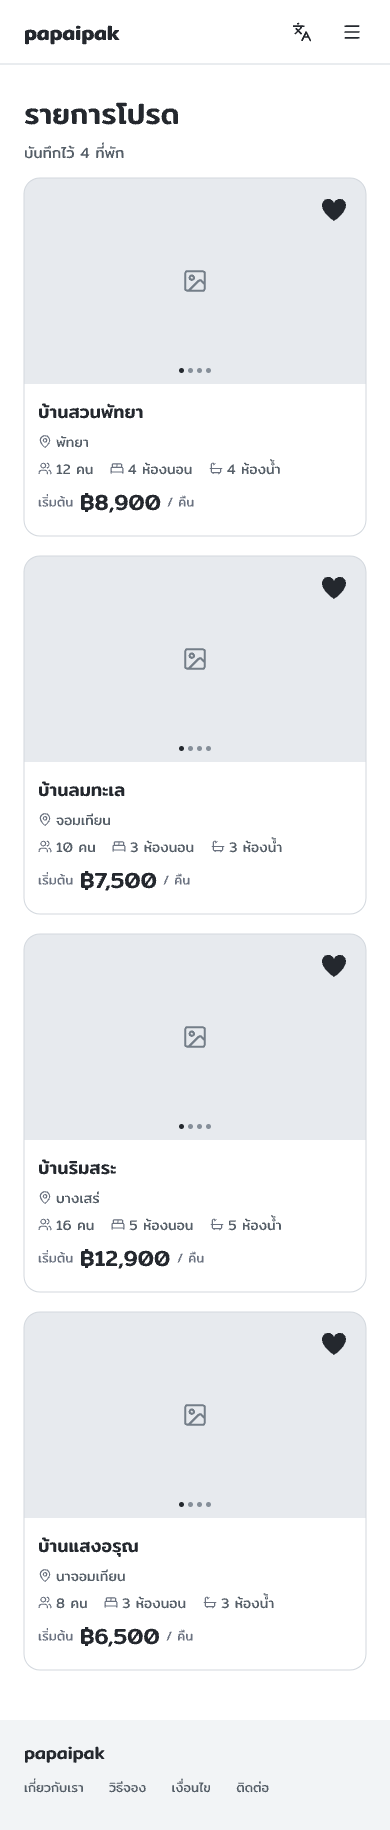 papaipak
รายการโปรด
บันทึกไว้ 4 ที่พัก
บ้านสวนพัทยา
พัทยา
12 คน 4 ห้องนอน 4 ห้องน้ำ
เริ่มต้น ฿8,900 / คืน
บ้านลมทะเล
จอมเทียน
10 คน 3 ห้องนอน 3 ห้องน้ำ
เริ่มต้น ฿7,500 / คืน
บ้านริมสระ
บางเสร่
16 คน 5 ห้องนอน 5 ห้องน้ำ
เริ่มต้น ฿12,900 / คืน
บ้านแสงอรุณ
นาจอมเทียน
8 คน 3 ห้องนอน 3 ห้องน้ำ
เริ่มต้น ฿6,500 / คืน
papaipak
เกี่ยวกับเรา วิธีจอง เงื่อนไข ติดต่อ